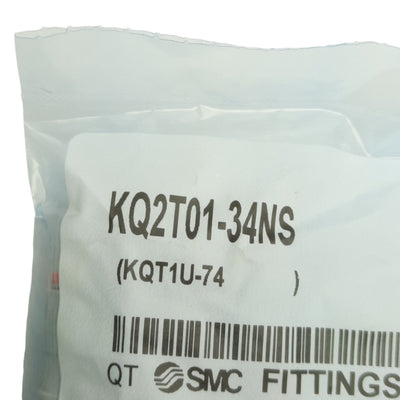 KQ2T01-34NS
(KQT1U-74 )
QT SMC FITTINGS